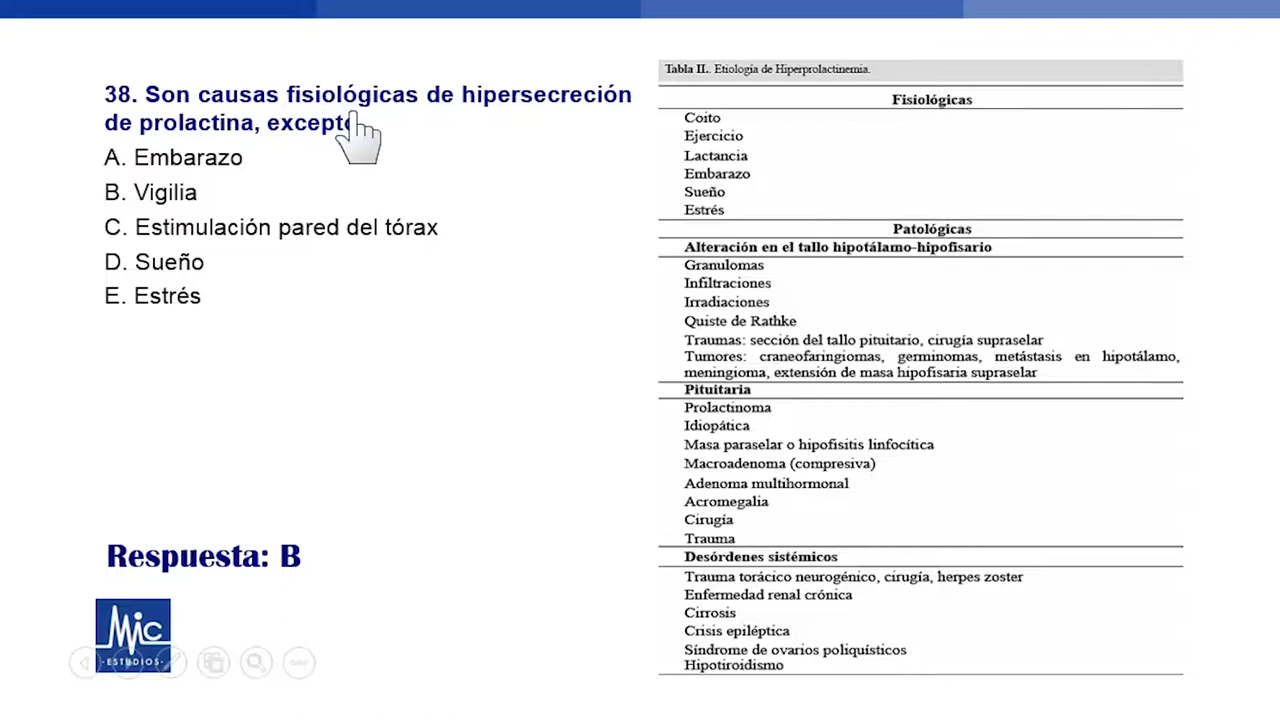 38. Son causas fisiológicas de hipersecreción
de prolactina, excepto
A. Embarazo
B. Vigilia
C. Estimulación pared del tórax
D. Sueño
E. Estrés
Respuesta: B
Mic
·ESTUDIOS·
Tabla II.. Etiología de Hiperprolactinemia.
Fisiológicas
Coito
Ejercicio
Lactancia
Embarazo
Sueño
Estrés
Patológicas
Alteración en el tallo hipotálamo-hipofisario
Granulomas
Infiltraciones
Irradiaciones
Quiste de Rathke
Traumas: sección del tallo pituitario, cirugía supraselar
Tumores: craneofaringiomas, germinomas, metástasis en hipotálamo,
meningioma, extensión de masa hipofisaria supraselar
Pituitaria
Prolactinoma
Idiopática
Masa paraselar o hipofisitis linfocítica
Macroadenoma (compresiva)
Adenoma multihormonal
Acromegalia
Cirugía
Trauma
Desórdenes sistémicos
Trauma torácico neurogénico, cirugía, herpes zoster
Enfermedad renal crónica
Cirrosis
Crisis epiléptica
Síndrome de ovarios poliquísticos
Hipotiroidismo